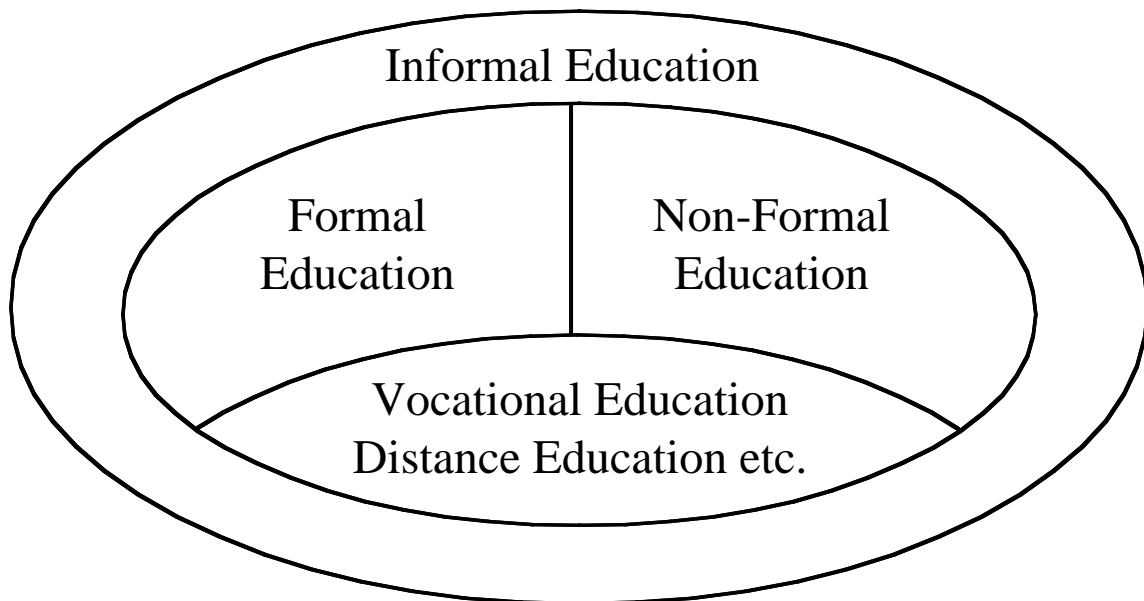 Informal Education
Formal
Education
Non-Formal
Education
Vocational Education
Distance Education etc.